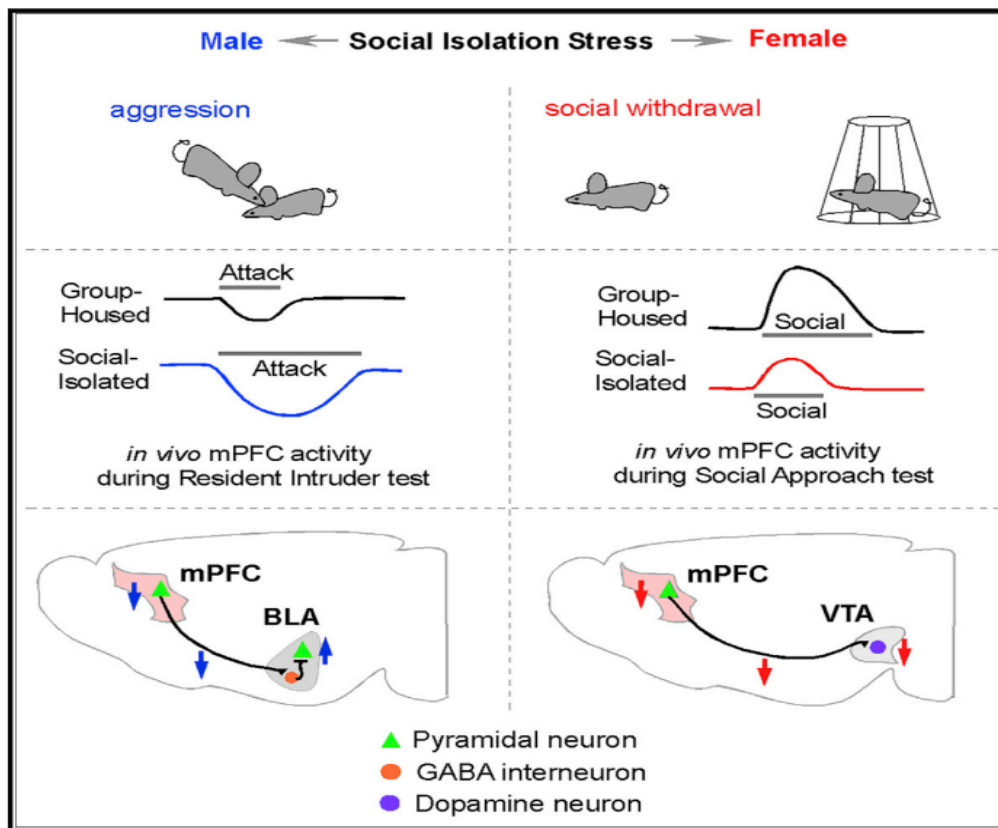 Male Social Isolation Stress Female
aggression
social withdrawal
Attack
Group-
Housed
Social-
Isolated
Attack
in vivo mPFC activity
during Resident Intruder test
Group-
Housed
Social
Social-
Isolated
Social
in vivo mPFC activity
during Social Approach test
mPFC
BLA
mPFC
VTA
Pyramidal neuron
GABA interneuron
Dopamine neuron